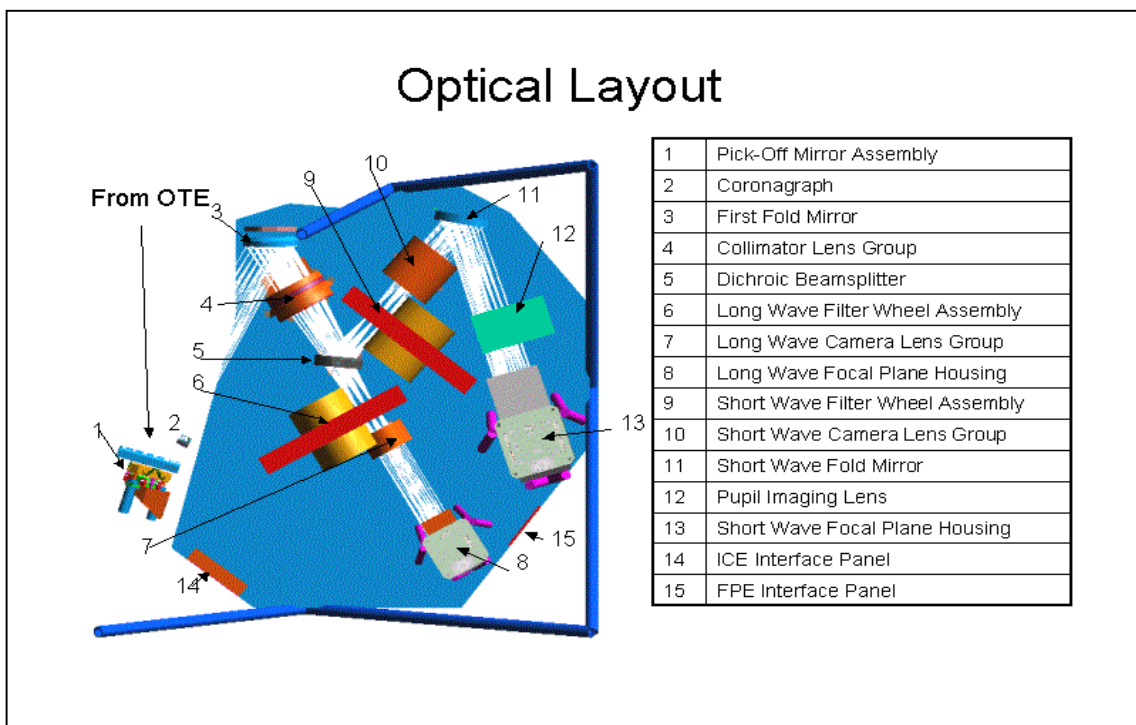 Optical Layout
From OTE
1
2
3
4
5
6
7
8
9
10
11
12
13
14
15
1 Pick-Off Mirror Assembly
2 Coronagraph
3 First Fold Mirror
4 Collimator Lens Group
5 Dichroic Beamsplitter
6 Long Wave Filter Wheel Assembly
7 Long Wave Camera Lens Group
8 Long Wave Focal Plane Housing
9 Short Wave Filter Wheel Assembly
10 Short Wave Camera Lens Group
11 Short Wave Fold Mirror
12 Pupil Imaging Lens
13 Short Wave Focal Plane Housing
14 ICE Interface Panel
15 FPE Interface Panel